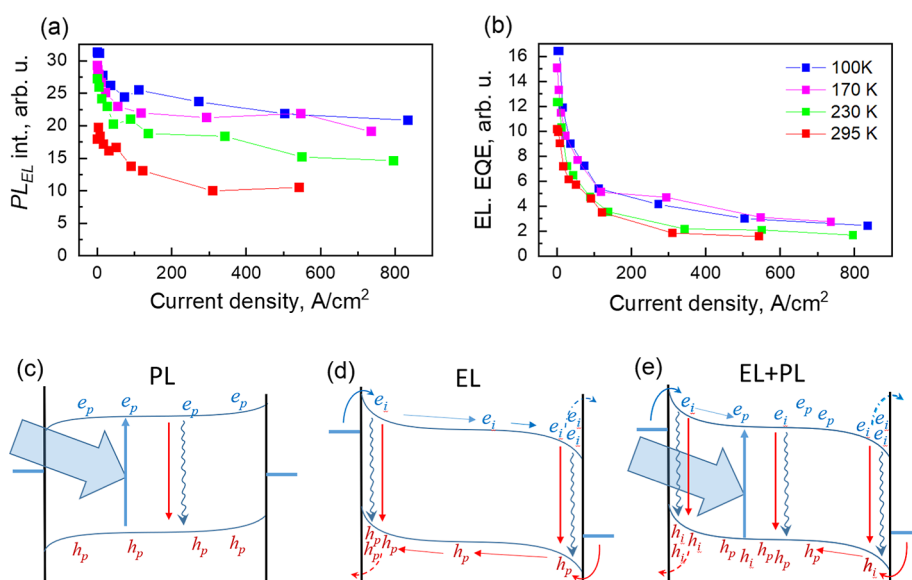 (a)
PL_EL int., arb. u.
30
25
20
15
10
5
0
0 200 400 600 800
Current density, A/cm²
(b)
EL. EQE, arb. u.
16
14
12
10
8
6
4
2
0
100K
170 K
230 K
295 K
0 200 400 600 800
Current density, A/cm²
(c) PL
e_p e_p e_p e_p
h_p h_p h_p h_p
(d) EL
e_i e_i e_i e_i e_i
h_p h_p h_p h_p h_p
h_p
(e) EL+PL
e_i e_p e_i e_p e_p e_i e_i e_i
h_i h_i h_i h_p h_p h_p h_p h_i